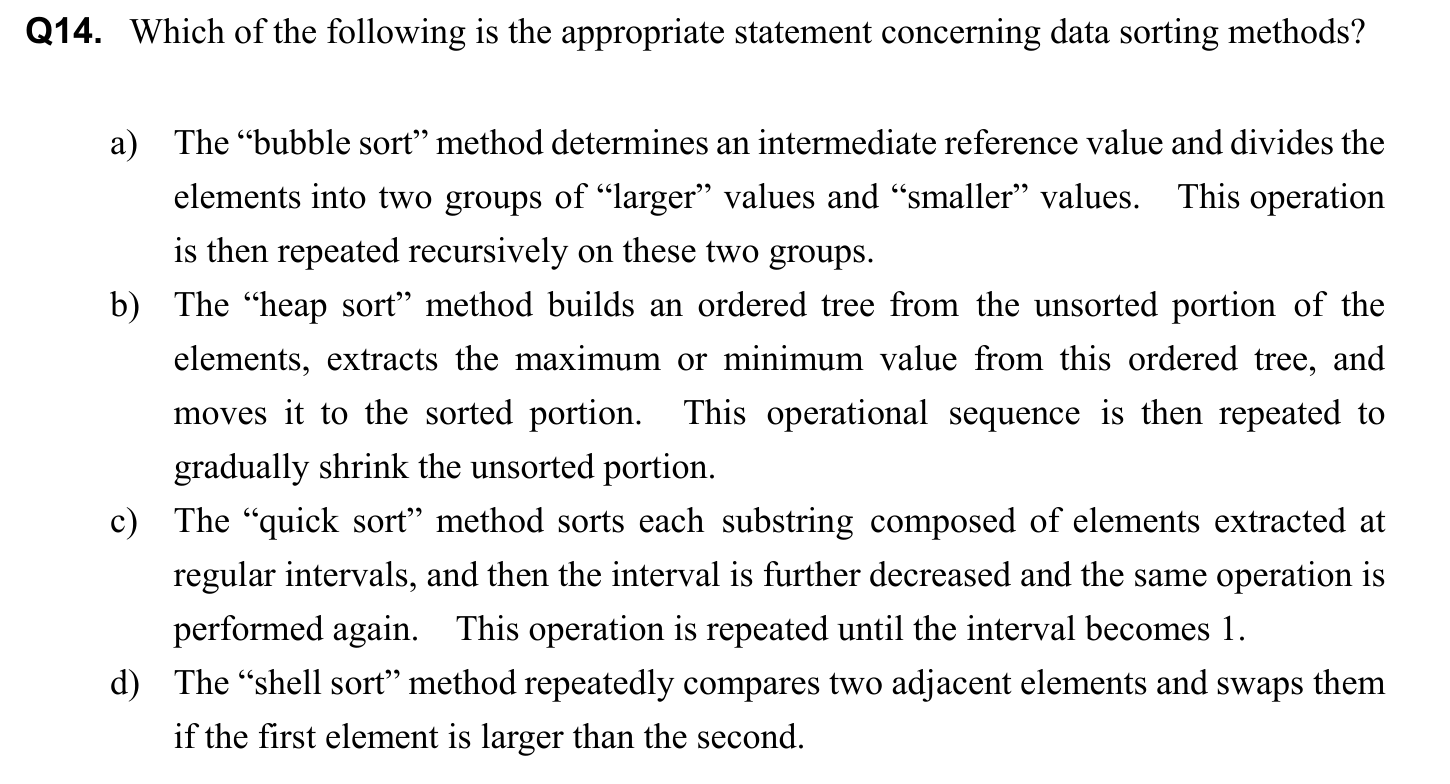 Q14. Which of the following is the appropriate statement concerning data sorting methods?
a) The “bubble sort” method determines an intermediate reference value and divides the
elements into two groups of “larger” values and “smaller” values. This operation
is then repeated recursively on these two groups.
b) The “heap sort” method builds an ordered tree from the unsorted portion of the
elements, extracts the maximum or minimum value from this ordered tree, and
moves it to the sorted portion. This operational sequence is then repeated to
gradually shrink the unsorted portion.
c) The “quick sort” method sorts each substring composed of elements extracted at
regular intervals, and then the interval is further decreased and the same operation is
performed again. This operation is repeated until the interval becomes 1.
d) The “shell sort” method repeatedly compares two adjacent elements and swaps them
if the first element is larger than the second.